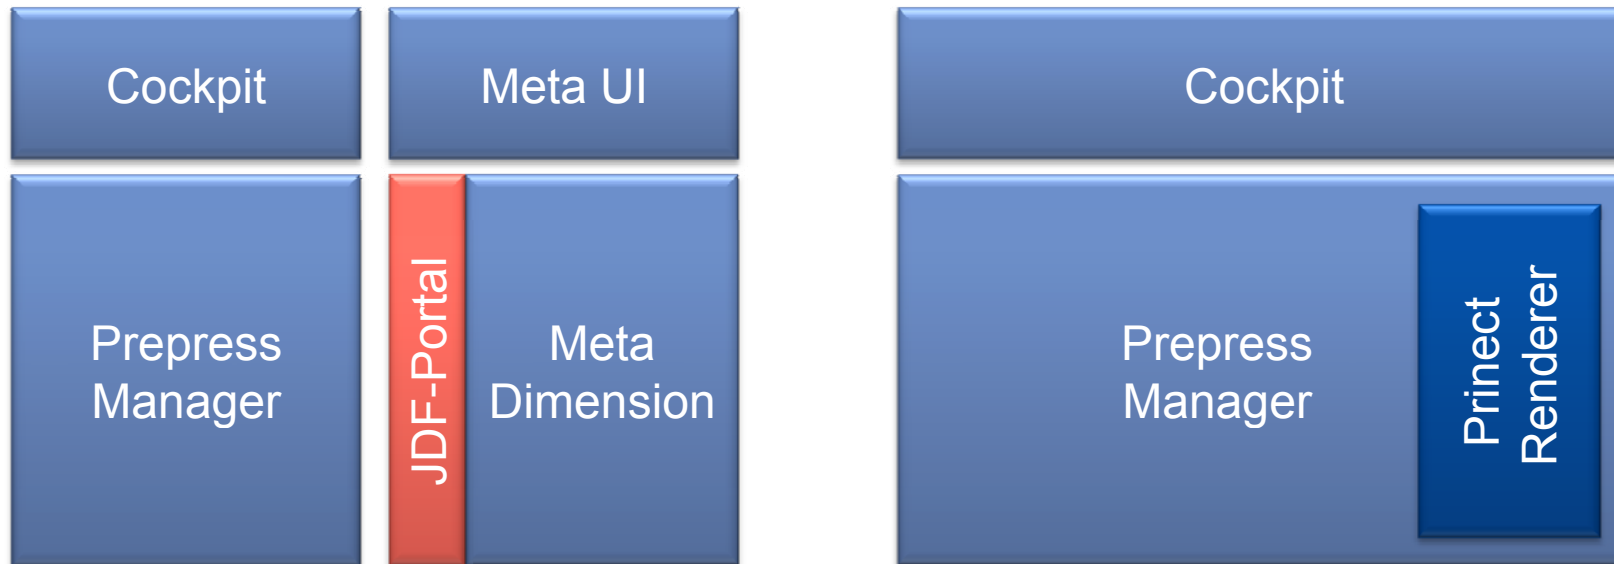 Cockpit
Meta UI
Cockpit
Prepress
Manager
JDF-Portal
Meta
Dimension
Prepress
Manager
Prinect
Renderer